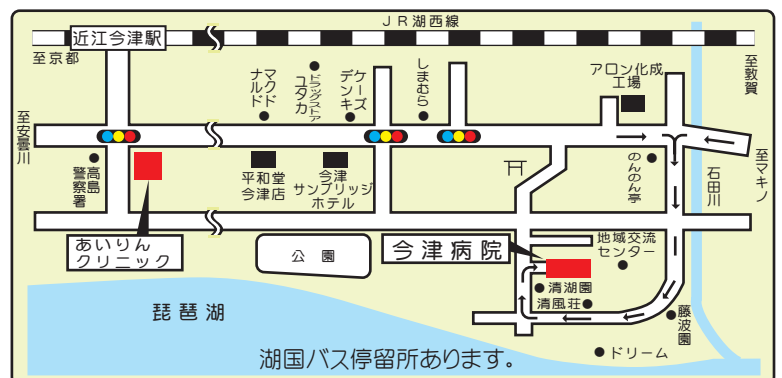 JR湖西線
近江今津駅
至京都
至敦賀
至安曇川
マクド
ナルド
ドラッグストア
ユタカ
ケーズ
デンキ
しまむら
アロン化成
工場
高島
警察署
平和堂
今津店
今津
サンブリッジ
ホテル
のんのん亭
石田川
至マキノ
あいりん
クリニック
公園
今津病院
地域交流
センター
清湖園
清風荘
藤波園
琵琶湖
ドリーム
湖国バス停留所あります。